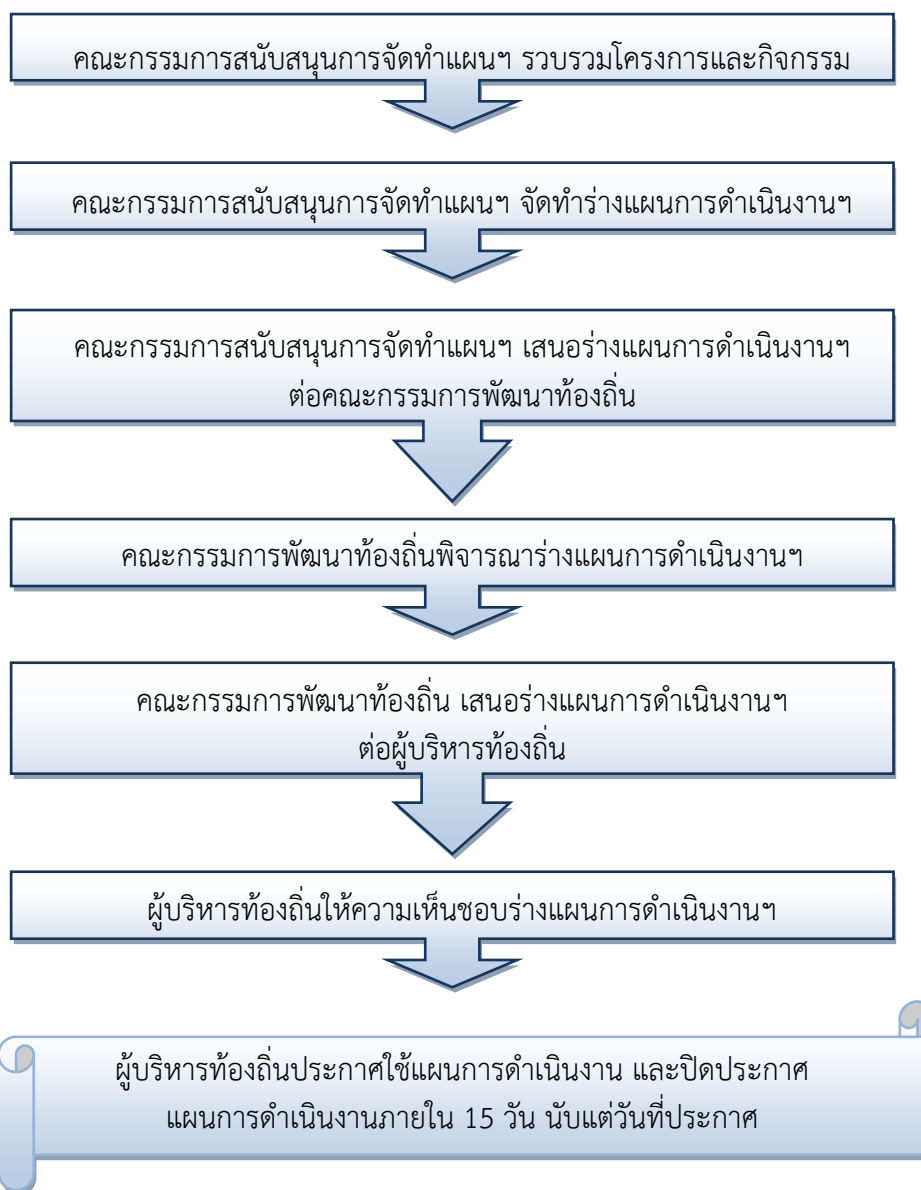 คณะกรรมการสนับสนุนการจัดทำแผนฯ รวบรวมโครงการและกิจกรรม
คณะกรรมการสนับสนุนการจัดทำแผนฯ จัดทำร่างแผนการดำเนินงานฯ
คณะกรรมการสนับสนุนการจัดทำแผนฯ เสนอร่างแผนการดำเนินงานฯ
ต่อคณะกรรมการพัฒนาท้องถิ่น
คณะกรรมการพัฒนาท้องถิ่นพิจารณาร่างแผนการดำเนินงานฯ
คณะกรรมการพัฒนาท้องถิ่น เสนอร่างแผนการดำเนินงานฯ
ต่อผู้บริหารท้องถิ่น
ผู้บริหารท้องถิ่นให้ความเห็นชอบร่างแผนการดำเนินงานฯ
ผู้บริหารท้องถิ่นประกาศใช้แผนการดำเนินงาน และปิดประกาศ
แผนการดำเนินงานภายใน 15 วัน นับแต่วันที่ประกาศ